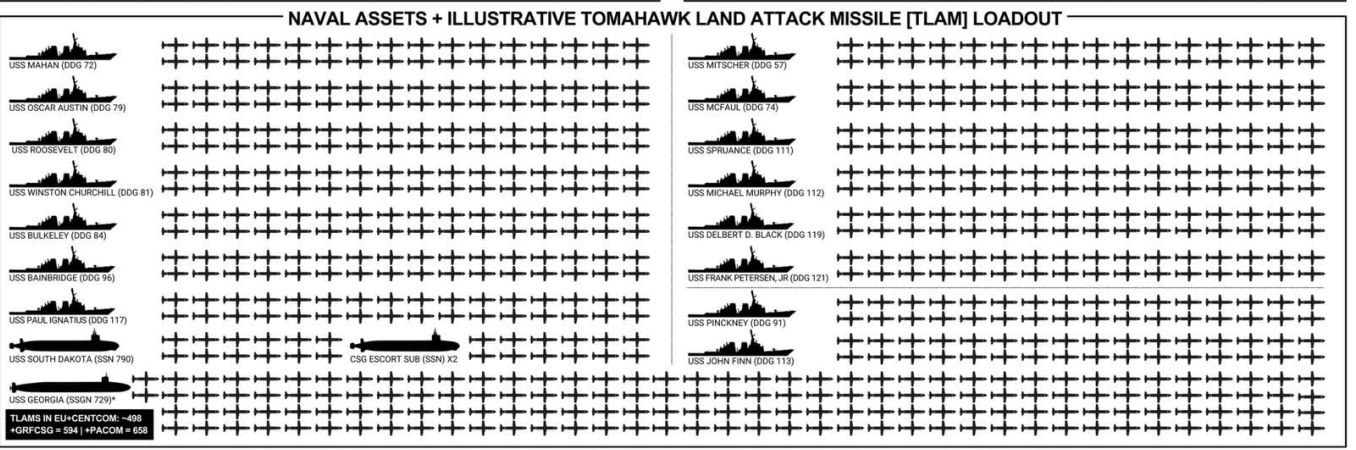 NAVAL ASSETS + ILLUSTRATIVE TOMAHAWK LAND ATTACK MISSILE [TLAM] LOADOUT
USS MAHAN (DDG 72)
USS OSCAR AUSTIN (DDG 79)
USS ROOSEVELT (DDG 80)
USS WINSTON CHURCHILL (DDG 81)
USS BULKELEY (DDG 84)
USS BAINBRIDGE (DDG 96)
USS PAUL IGNATIUS (DDG 117)
USS SOUTH DAKOTA (SSN 790)
CSG ESCORT SUB (SSN) X2
USS GEORGIA (SSGN 729)*
TLAMS IN EU+CENTCOM: ~498
+GRFCSG = 594 | +PACOM = 658
USS MITSCHER (DDG 57)
USS MCFAUL (DDG 74)
USS SPRUANCE (DDG 111)
USS MICHAEL MURPHY (DDG 112)
USS DELBERT D. BLACK (DDG 119)
USS FRANK PETERSEN, JR (DDG 121)
USS PINCKNEY (DDG 91)
USS JOHN FINN (DDG 113)